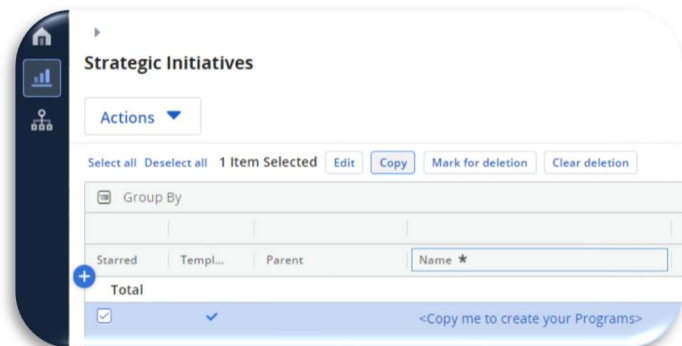 Strategic Initiatives
Actions
Select all Deselect all 1 Item Selected Edit Copy Mark for deletion Clear deletion
Group By
Starred Templ... Parent Name *
Total
<Copy me to create your Programs>